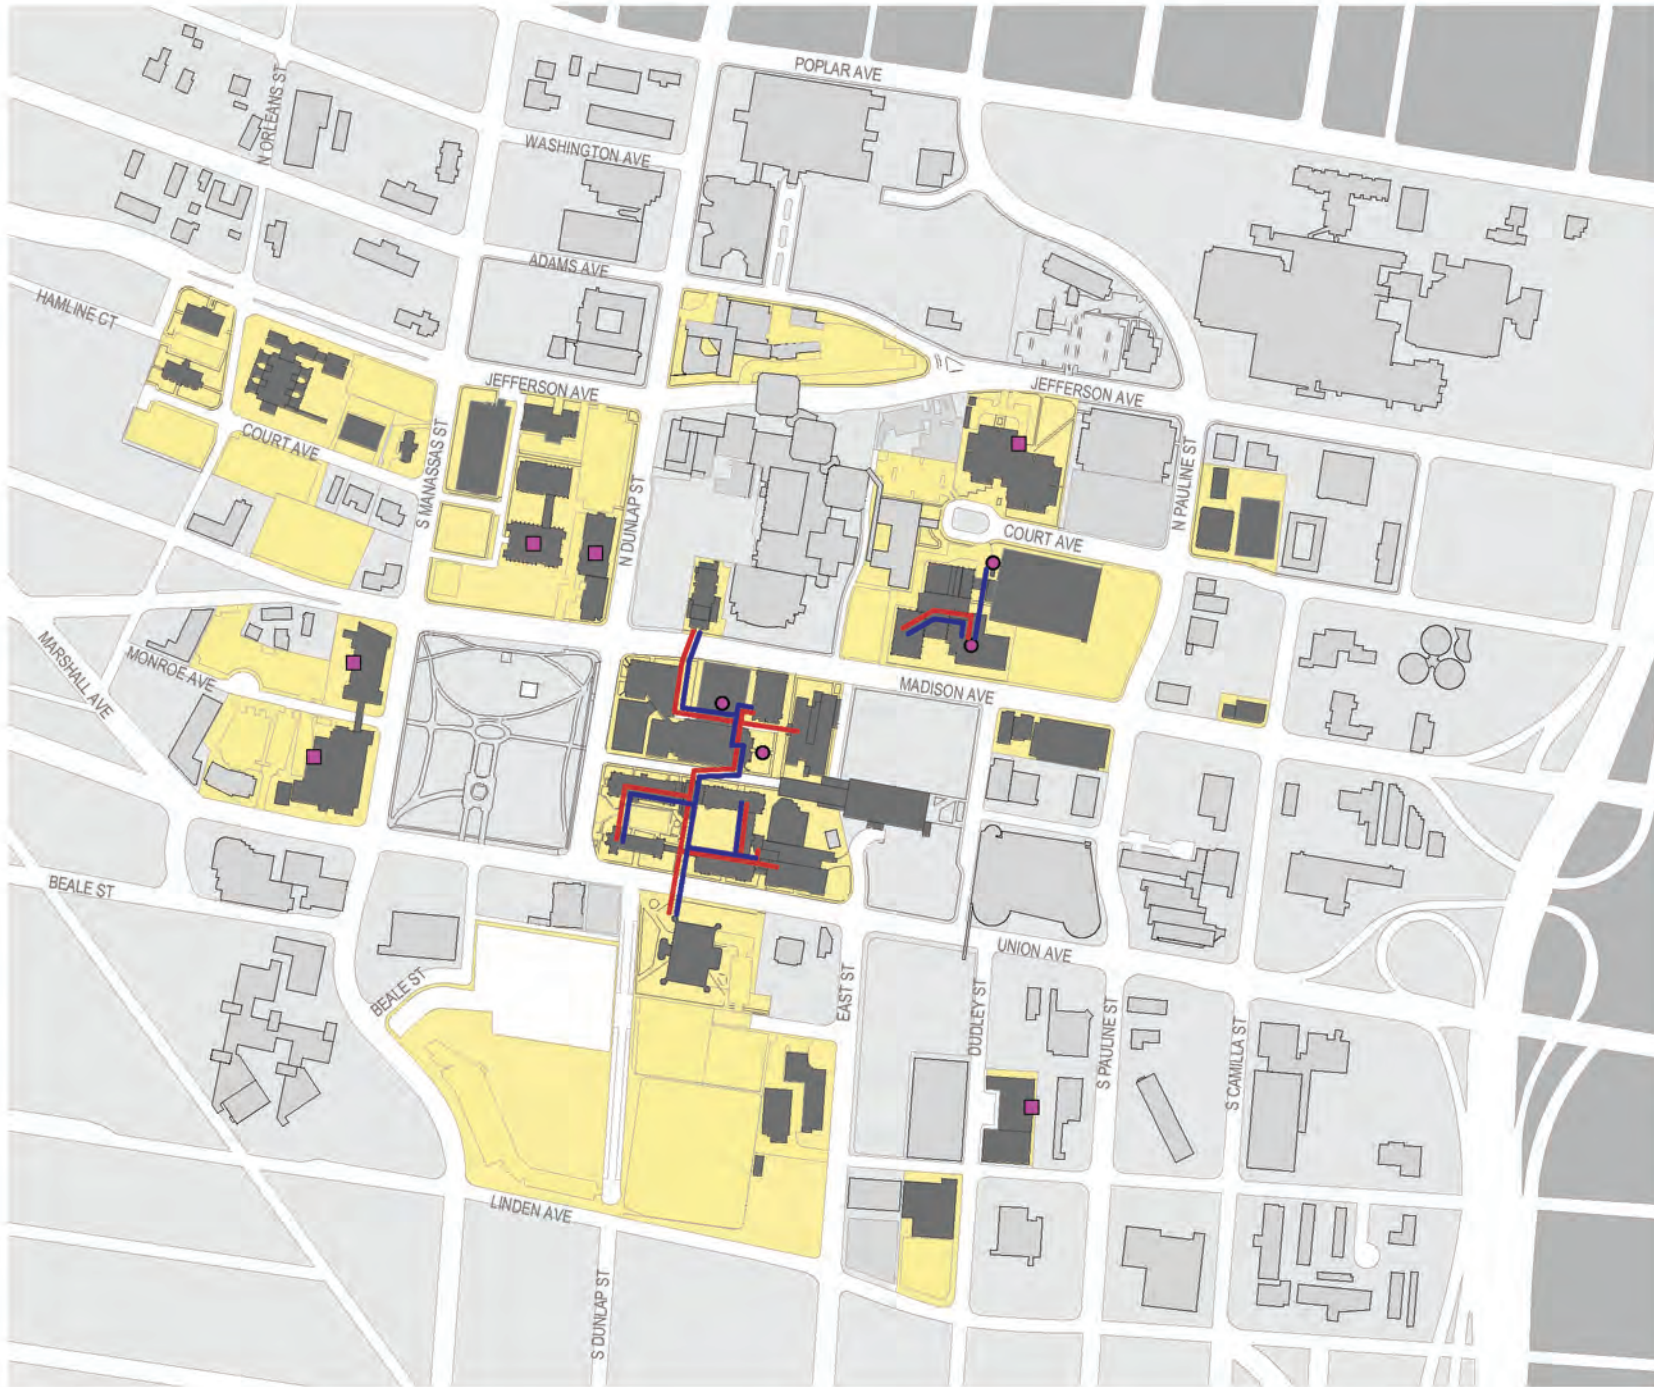 POPLAR AVE
N ORLEANS ST
WASHINGTON AVE
ADAMS AVE
HAMLINE CT
JEFFERSON AVE
JEFFERSON AVE
COURT AVE
S MANASSAS ST
N DUNLAP ST
N PAULINE ST
COURT AVE
MONROE AVE
MARSHALL AVE
MADISON AVE
BEALE ST
UNION AVE
BEALE ST
EAST ST
DUDLEY ST
S PAULINE ST
S CAMILLA ST
LINDEN AVE
S DUNLAP ST